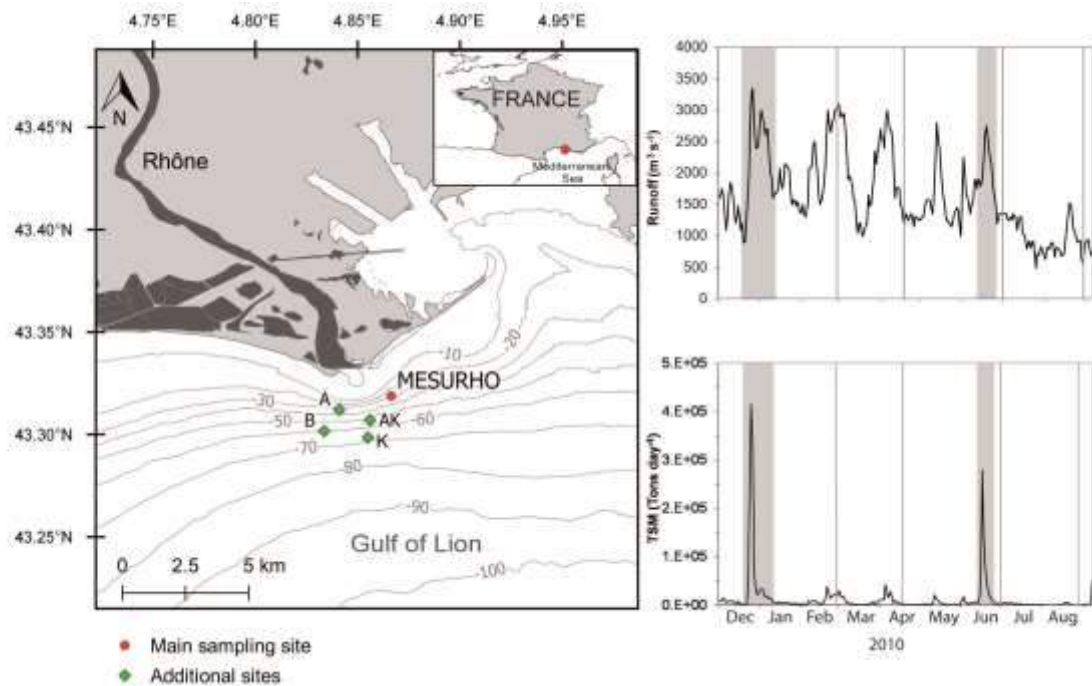 4.75°E 4.80°E 4.85°E 4.90°E 4.95°E
43.45°N
43.40°N
43.35°N
43.30°N
43.25°N
N
Rhône
FRANCE
Mediterranean
Sea
-10
-20
MESURHO
-30
A
-50
B
AK
-60
K
-70
-80
-90
Gulf of Lion
-100
0 2.5 5 km
Main sampling site
Additional sites
Runoff (m³ s⁻¹)
4000
3500
3000
2500
2000
1500
1000
500
0
TSM (Tons day⁻¹)
5.E+05
4.E+05
3.E+05
2.E+05
1.E+05
0.E+00
Dec Jan Feb Mar Apr May Jun Jul Aug
2010